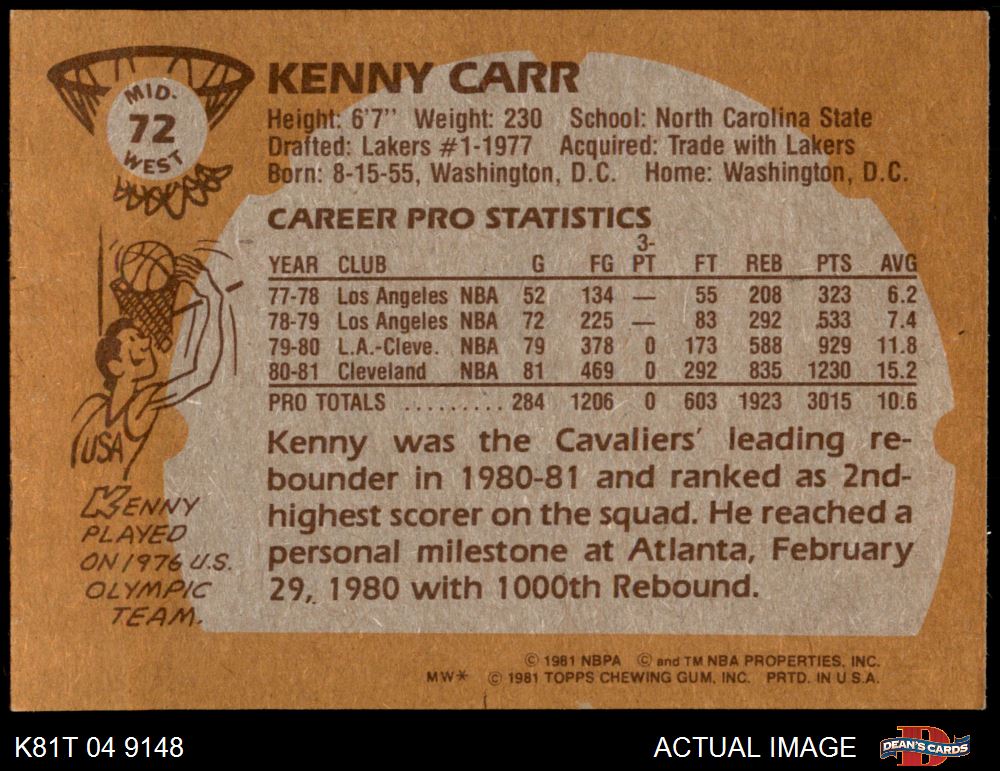 MID-
72
WEST
KENNY CARR
Height: 6'7" Weight: 230 School: North Carolina State
Drafted: Lakers #1-1977 Acquired: Trade with Lakers
Born: 8-15-55, Washington, D.C. Home: Washington, D.C.
CAREER PRO STATISTICS
YEAR CLUB G FG 3-PT FT REB PTS AVG
77-78 Los Angeles NBA 52 134 — 55 208 323 6.2
78-79 Los Angeles NBA 72 225 — 83 292 533 7.4
79-80 L.A.-Cleve. NBA 79 378 0 173 588 929 11.8
80-81 Cleveland NBA 81 469 0 292 835 1230 15.2
PRO TOTALS ......... 284 1206 0 603 1923 3015 10.6
Kenny was the Cavaliers' leading re-
bounder in 1980-81 and ranked as 2nd-
highest scorer on the squad. He reached a
personal milestone at Atlanta, February
29, 1980 with 1000th Rebound.
USA
KENNY
PLAYED
ON 1976 U.S.
OLYMPIC
TEAM.
© 1981 NBPA © and TM NBA PROPERTIES, INC.
MW* © 1981 TOPPS CHEWING GUM, INC. PRTD. IN U.S.A.
K81T 04 9148
ACTUAL IMAGE
DEAN'S CARDS